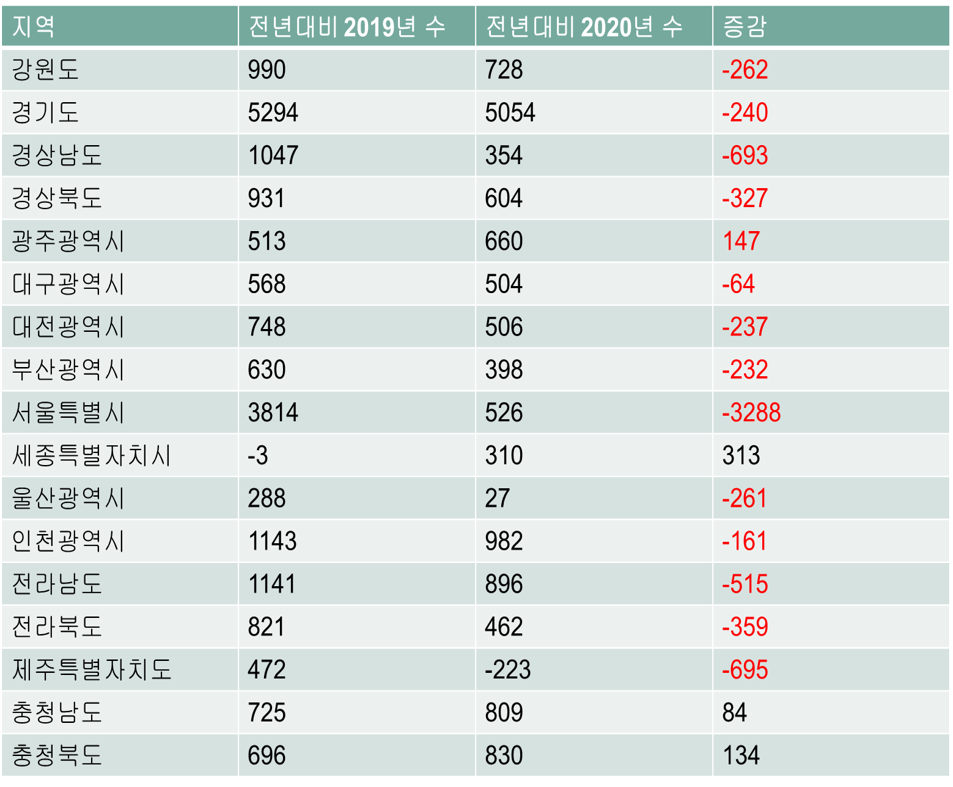 지역 전년대비 2019년 수 전년대비 2020년 수 증감
강원도 990 728 -262
경기도 5294 5054 -240
경상남도 1047 354 -693
경상북도 931 604 -327
광주광역시 513 660 147
대구광역시 568 504 -64
대전광역시 748 506 -237
부산광역시 630 398 -232
서울특별시 3814 526 -3288
세종특별자치시 -3 310 313
울산광역시 288 27 -261
인천광역시 1143 982 -161
전라남도 1141 896 -515
전라북도 821 462 -359
제주특별자치도 472 -223 -695
충청남도 725 809 84
충청북도 696 830 134